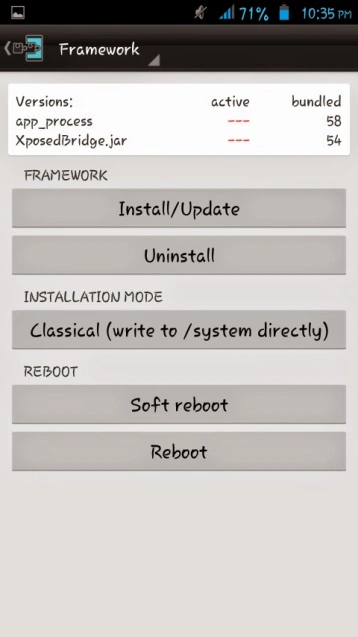 71% 10:35 PM
Framework
Versions: active bundled
app_process --- 58
XposedBridge.jar --- 54
FRAMEWORK
Install/Update
Uninstall
INSTALLATION MODE
Classical (write to /system directly)
REBOOT
Soft reboot
Reboot